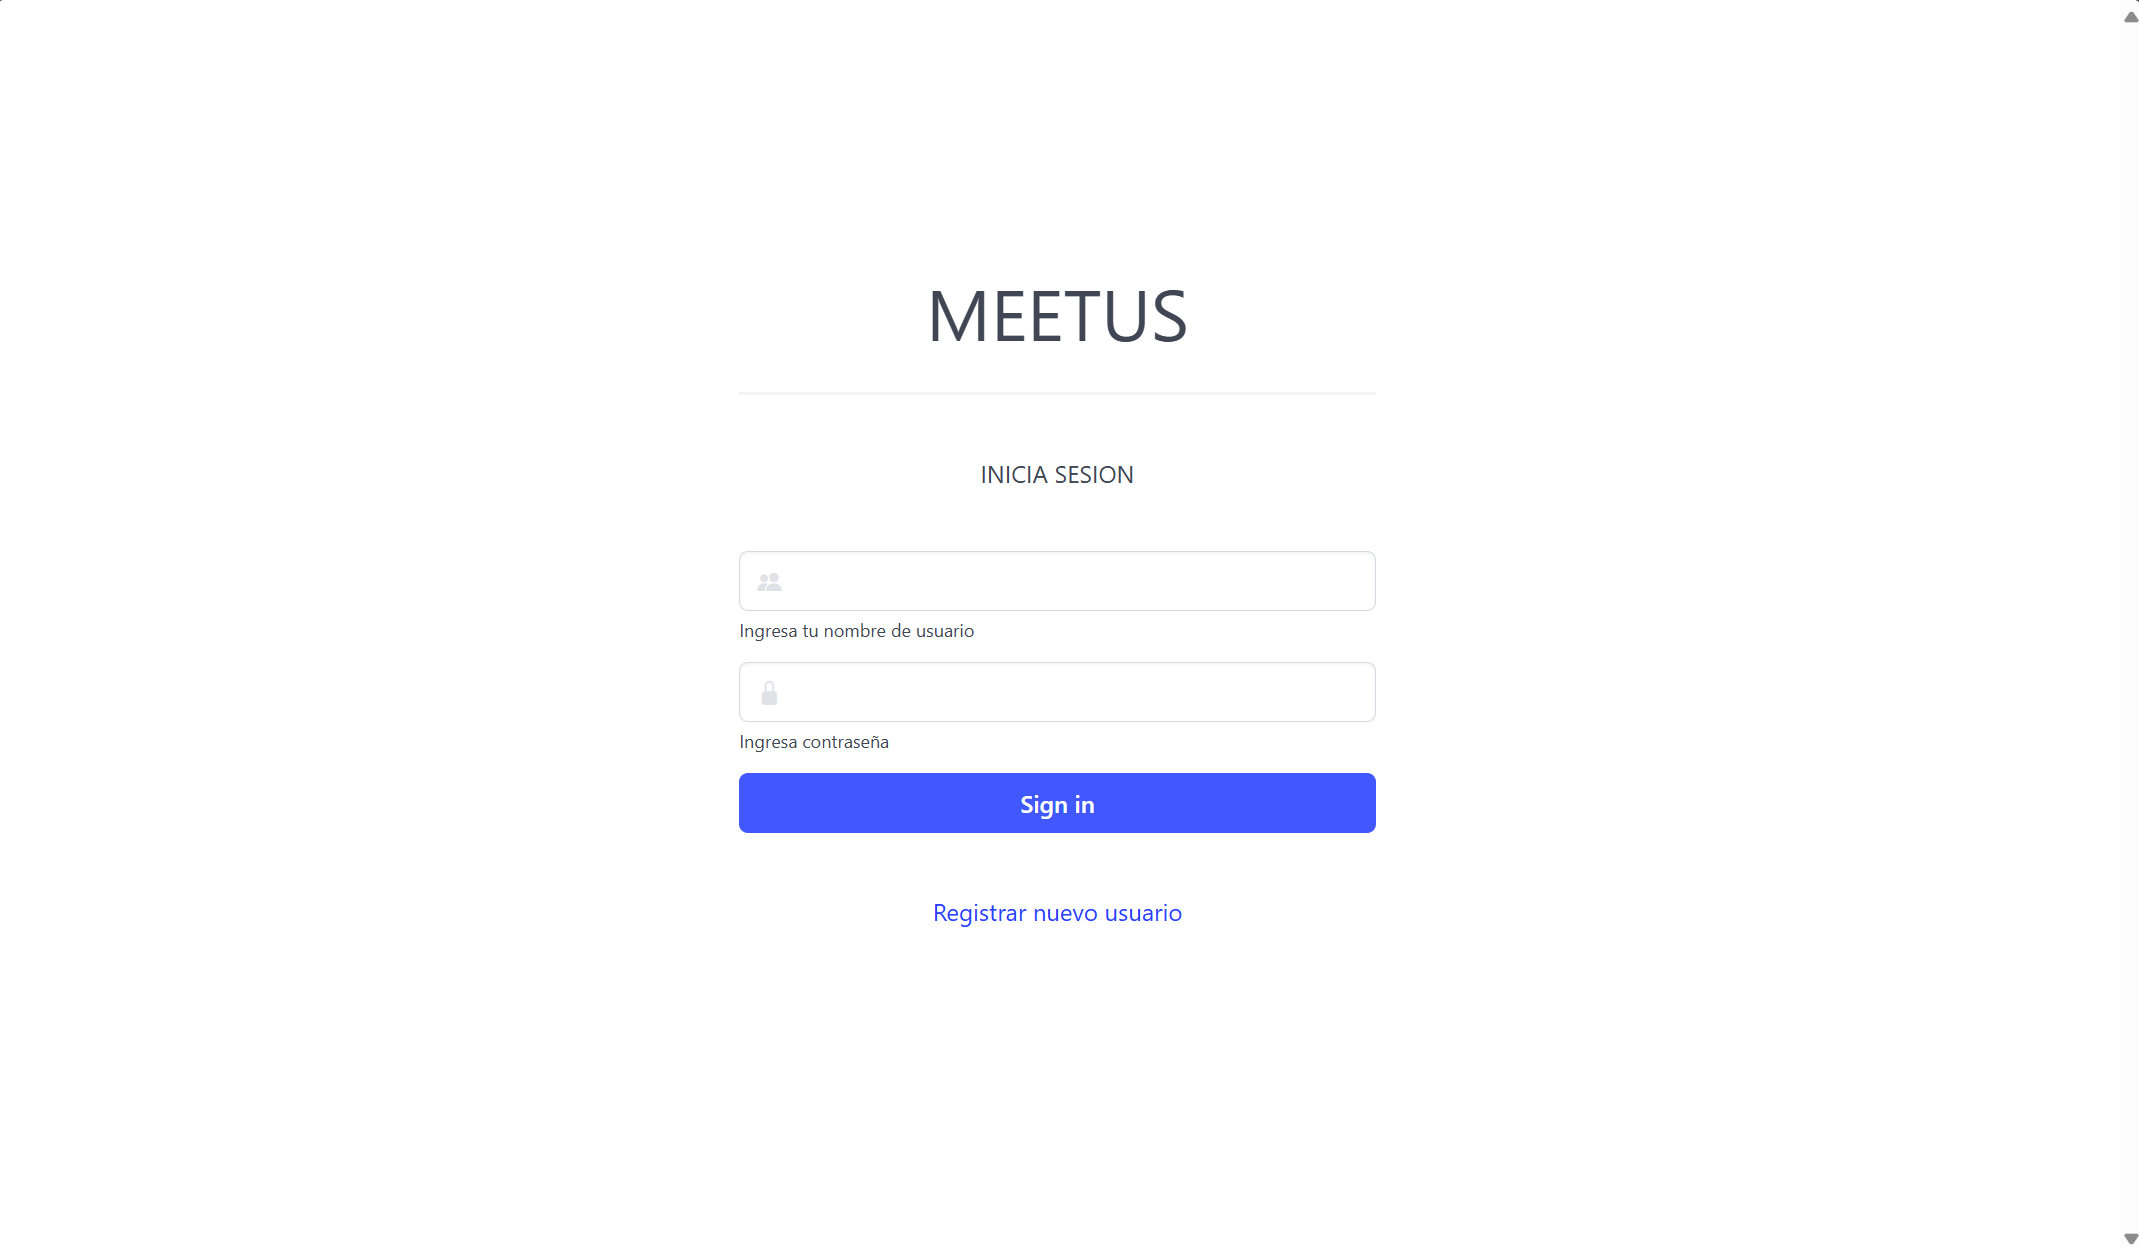 MEETUS
INICIA SESION
Ingresa tu nombre de usuario
Ingresa contraseña
Sign in
Registrar nuevo usuario